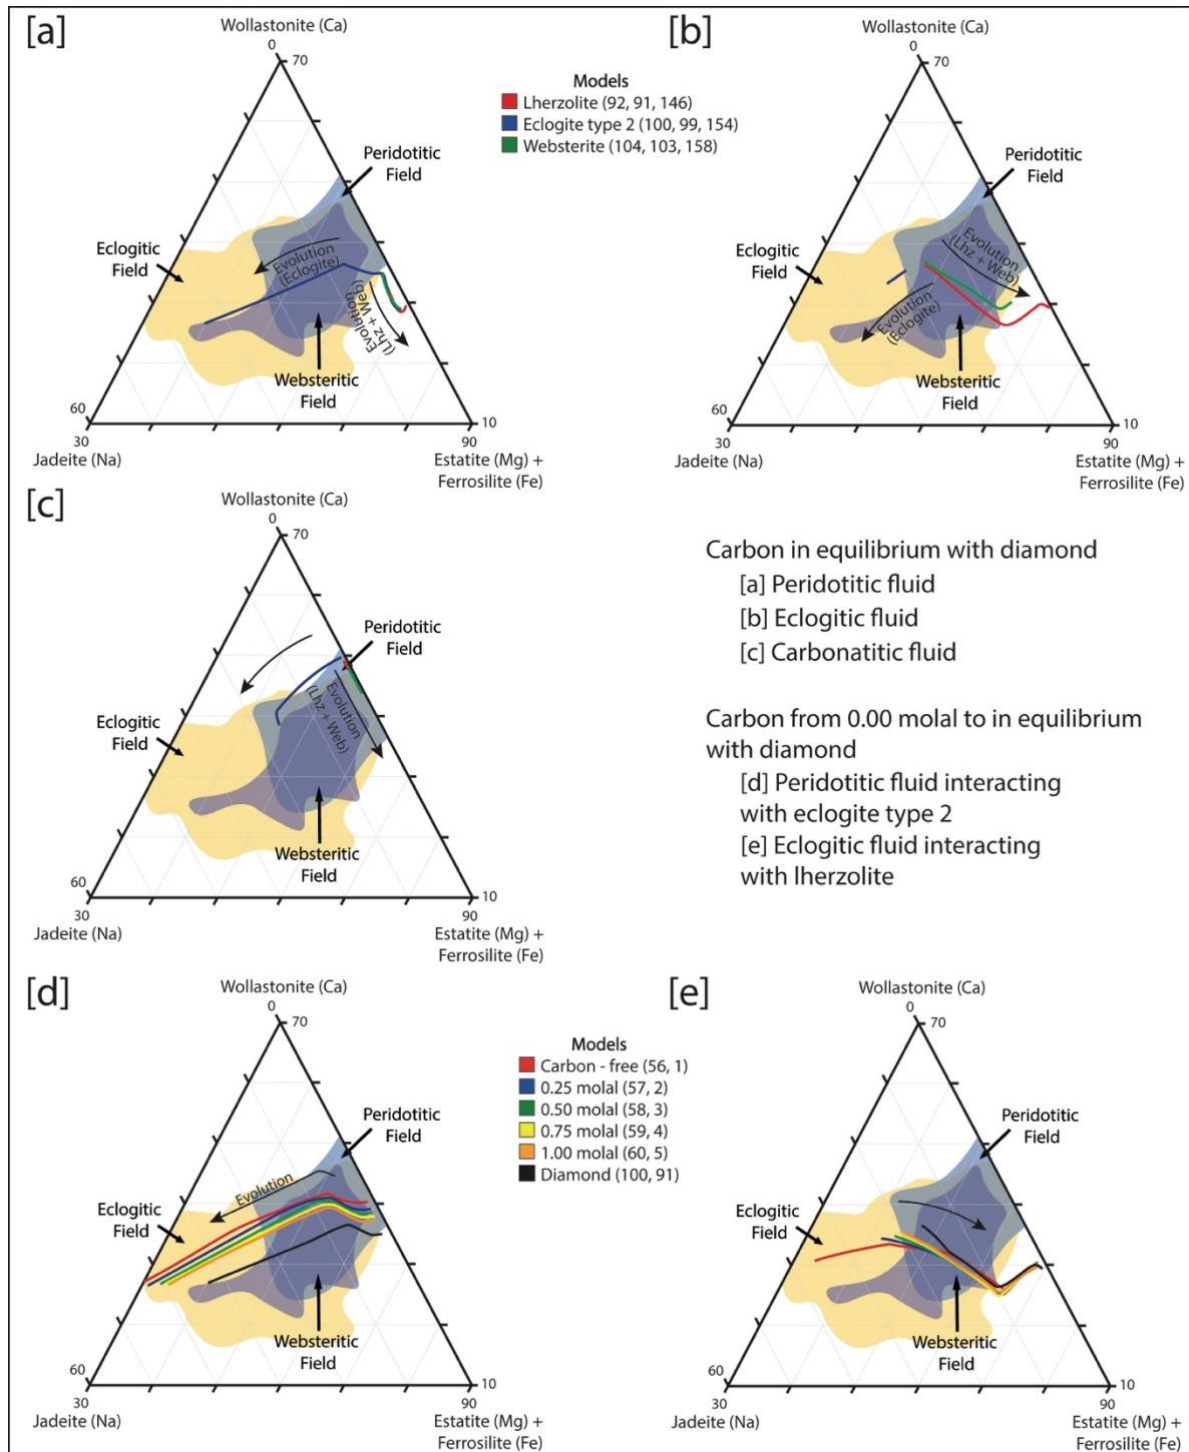 [a]
Wollastonite (Ca)
0
70
Peridotitic
Field
Eclogitic
Field
Evolution
(Eclogite)
Evolution
(Lhz + Web)
Websteritic
Field
60
30
Jadeite (Na)
10
90
Estatite (Mg) +
Ferrosilite (Fe)
Models
Lherzolite (92, 91, 146)
Eclogite type 2 (100, 99, 154)
Websterite (104, 103, 158)
[b]
Wollastonite (Ca)
0
70
Peridotitic
Field
Eclogitic
Field
Evolution
(Lhz + Web)
Evolution
(Eclogite)
Websteritic
Field
60
30
Jadeite (Na)
10
90
Estatite (Mg) +
Ferrosilite (Fe)
[c]
Wollastonite (Ca)
0
70
Peridotitic
Field
Eclogitic
Field
Evolution
(Lhz + Web)
Websteritic
Field
60
30
Jadeite (Na)
10
90
Estatite (Mg) +
Ferrosilite (Fe)
Carbon in equilibrium with diamond
[a] Peridotitic fluid
[b] Eclogitic fluid
[c] Carbonatitic fluid
Carbon from 0.00 molal to in equilibrium
with diamond
[d] Peridotitic fluid interacting
with eclogite type 2
[e] Eclogitic fluid interacting
with lherzolite
[d]
Wollastonite (Ca)
0
70
Peridotitic
Field
Evolution
Eclogitic
Field
Websteritic
Field
60
30
Jadeite (Na)
10
90
Estatite (Mg) +
Ferrosilite (Fe)
Models
Carbon - free (56, 1)
0.25 molal (57, 2)
0.50 molal (58, 3)
0.75 molal (59, 4)
1.00 molal (60, 5)
Diamond (100, 91)
[e]
Wollastonite (Ca)
0
70
Peridotitic
Field
Eclogitic
Field
Websteritic
Field
60
30
Jadeite (Na)
10
90
Estatite (Mg) +
Ferrosilite (Fe)